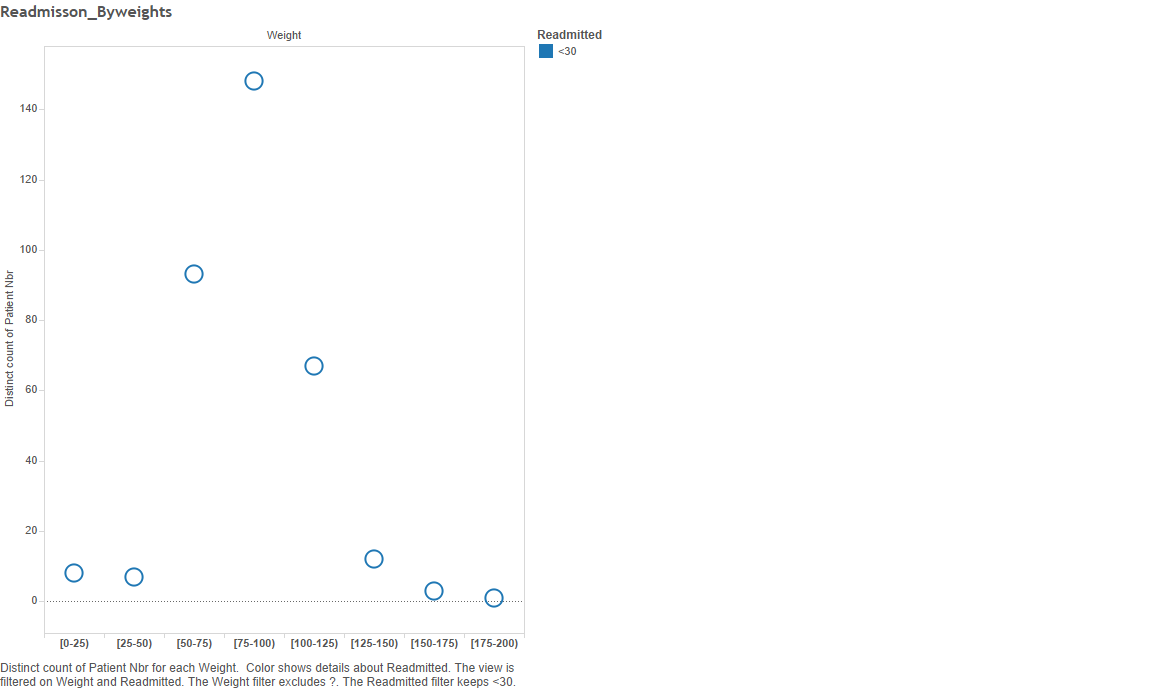 Readmisson_Byweights
Weight
Readmitted
<30
Distinct count of Patient Nbr
140
120
100
80
60
40
20
0
[0-25)
[25-50)
[50-75)
[75-100)
[100-125)
[125-150)
[150-175)
[175-200)
Distinct count of Patient Nbr for each Weight.  Color shows details about Readmitted. The view is
filtered on Weight and Readmitted. The Weight filter excludes ?. The Readmitted filter keeps <30.